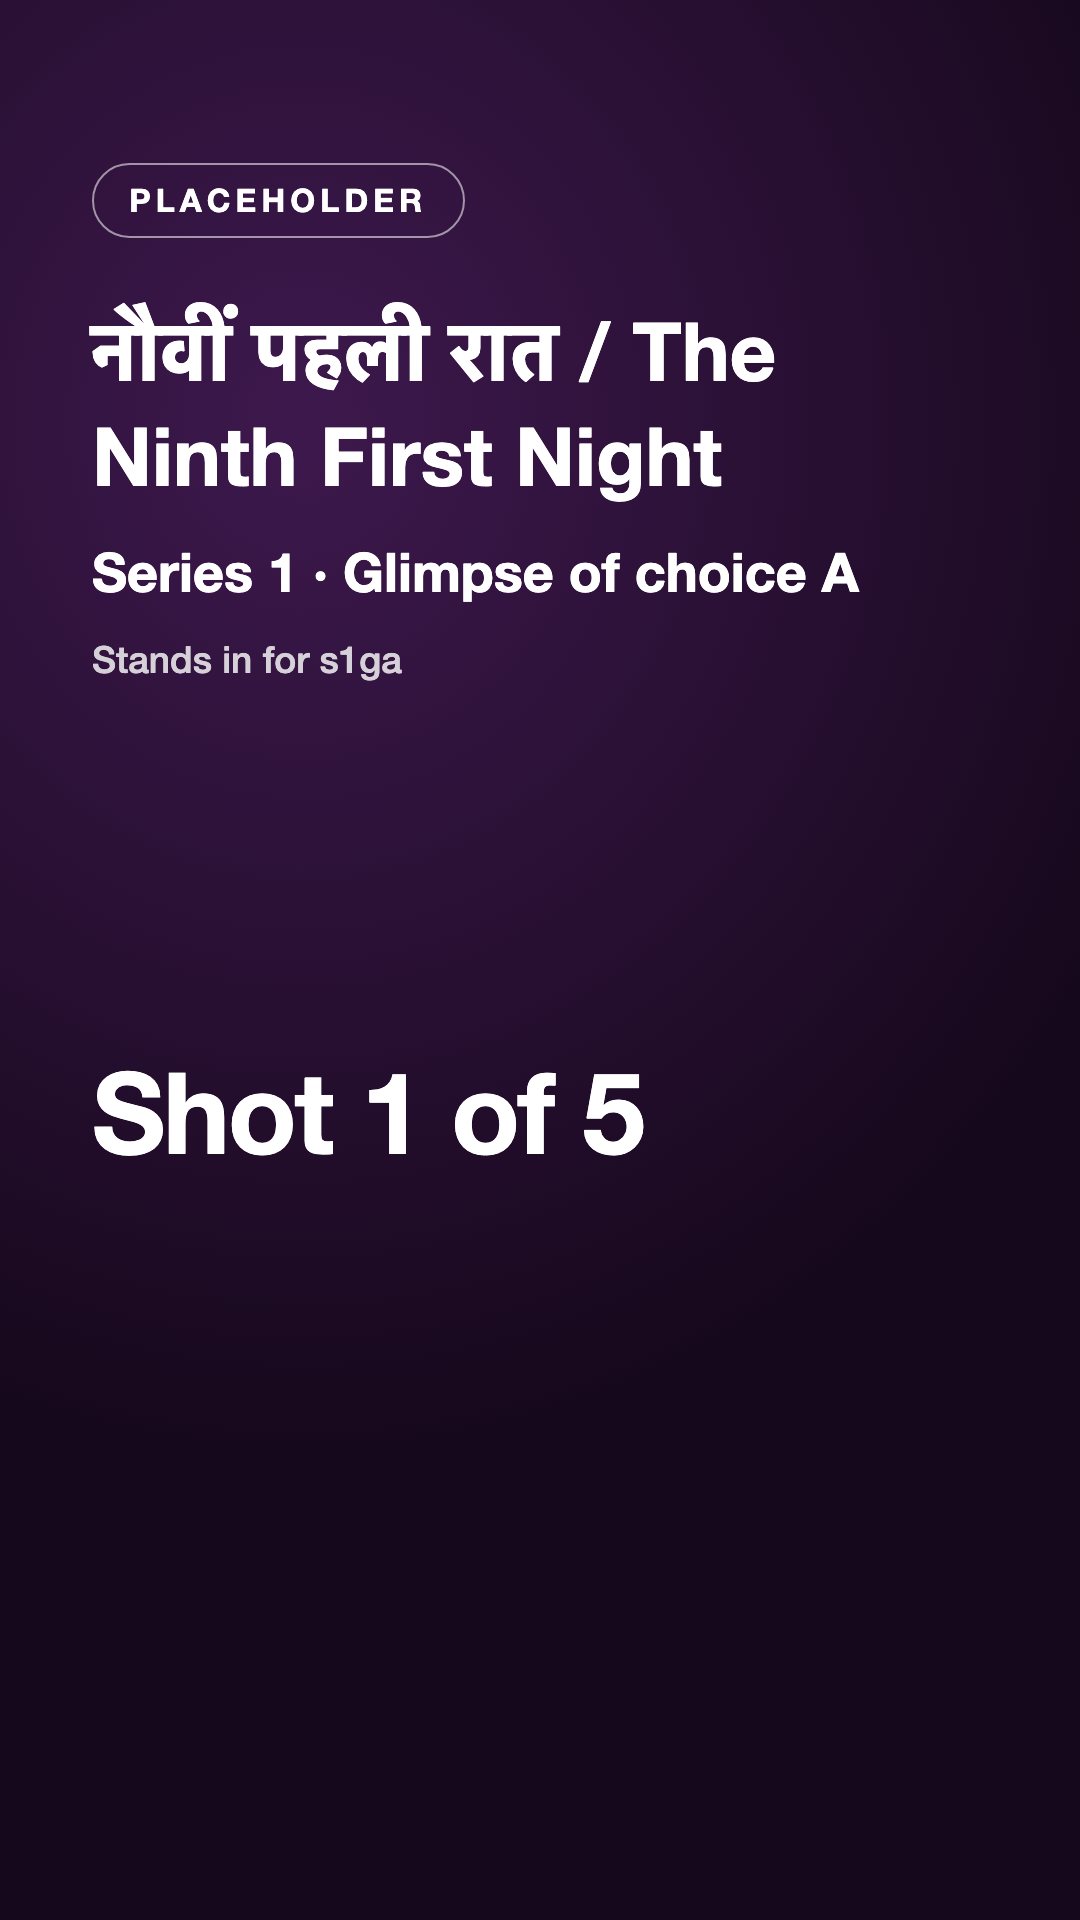 PLACEHOLDER
नौवीं पहली रात / The
Ninth First Night
Series 1 · Glimpse of choice A
Stands in for s1ga
Shot 1 of 5